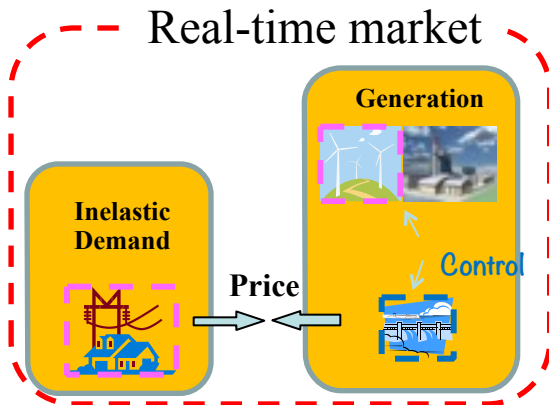 Real-time market
Generation
Inelastic
Demand
Control
Price